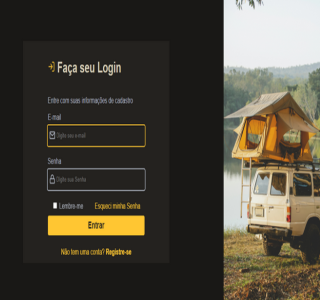 Faça seu Login
Entre com suas informações de cadastro
E-mail
Digite seu e-mail
Senha
Digite sua Senha
Lembre-me Esqueci minha Senha
Entrar
Não tem uma conta? Registre-se